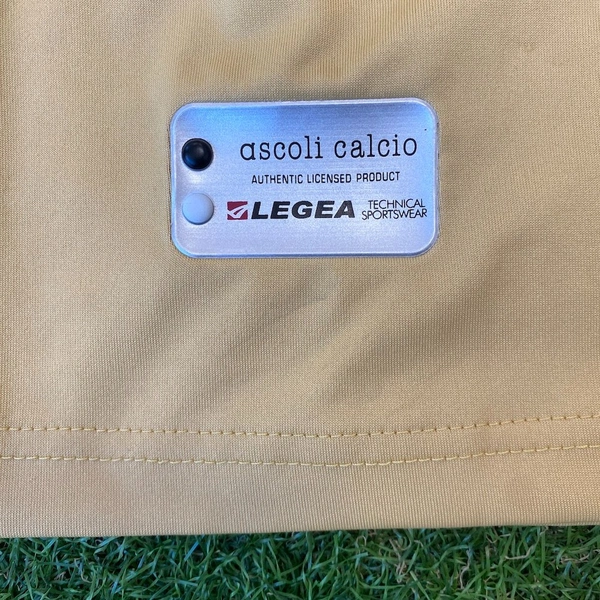 ascoli calcio
AUTHENTIC LICENSED PRODUCT
LEGEA TECHNICAL
SPORTSWEAR